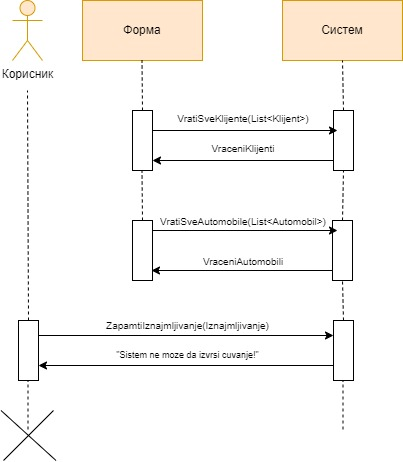 Форма
Систем
Корисник
VratiSveKlijente(List<Klijent>)
VraceniKlijenti
VratiSveAutomobile(List<Automobil>)
VraceniAutomobili
ZapamtiIznajmljivanje(Iznajmljivanje)
"Sistem ne moze da izvrsi cuvanje!"